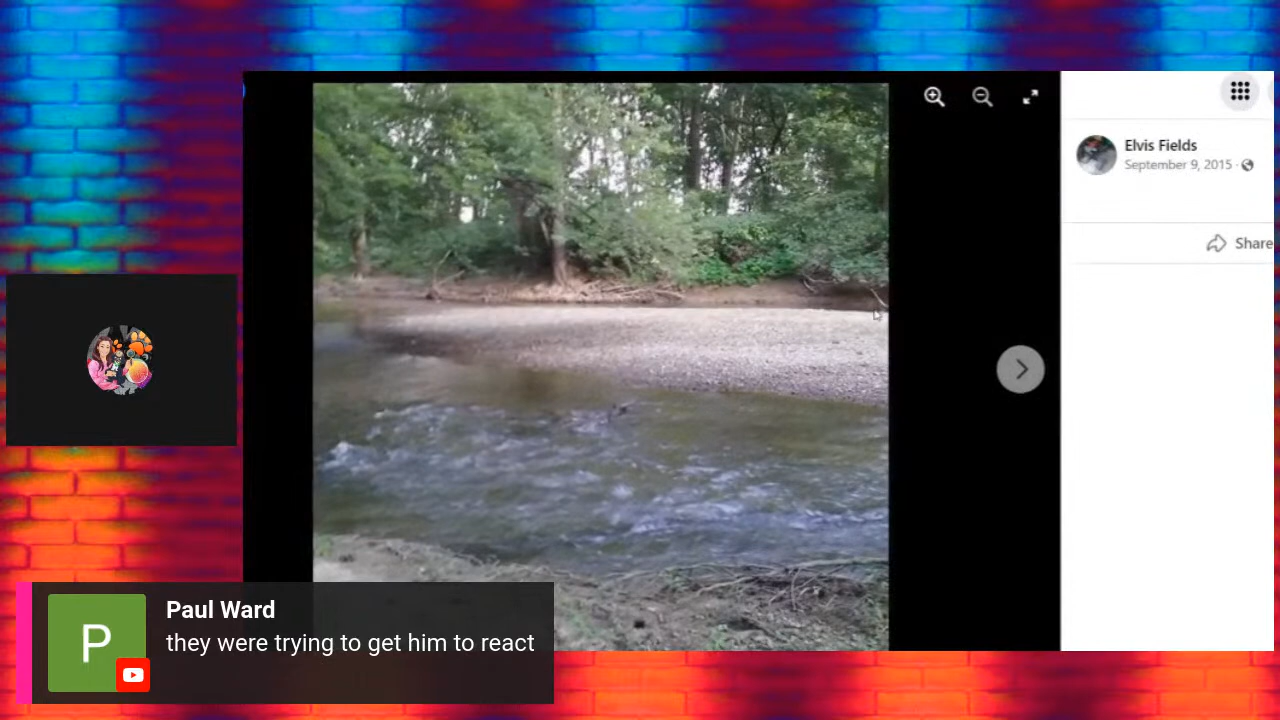 Elvis Fields
September 9, 2015 ·
Share
P
Paul Ward
they were trying to get him to react